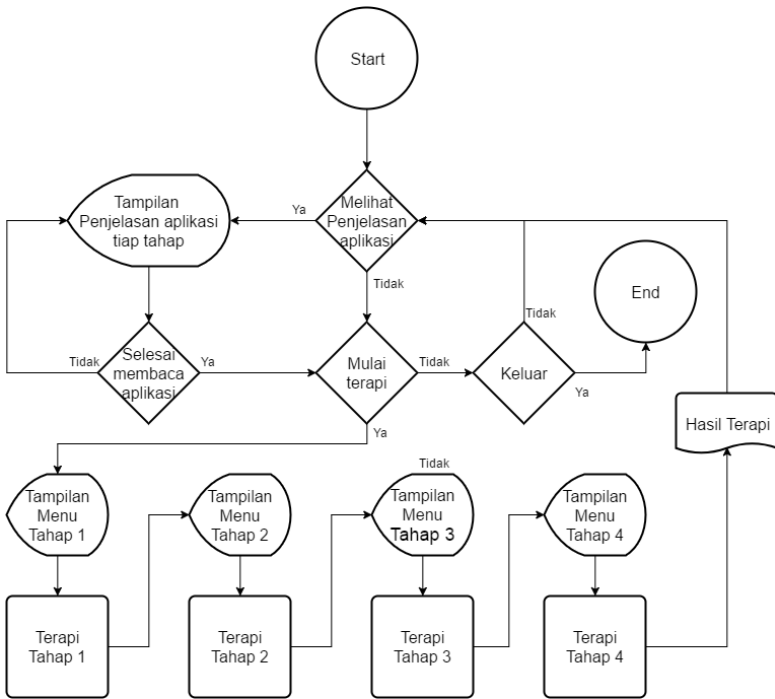 Start
Melihat
Penjelasan
aplikasi
Ya
Tampilan
Penjelasan aplikasi
tiap tahap
Tidak
End
Tidak
Tidak
Selesai
membaca
aplikasi
Ya
Mulai
terapi
Tidak
Keluar
Ya
Hasil Terapi
Ya
Tidak
Tampilan
Menu
Tahap 1
Tampilan
Menu
Tahap 2
Tampilan
Menu
Tahap 3
Tampilan
Menu
Tahap 4
Terapi
Tahap 1
Terapi
Tahap 2
Terapi
Tahap 3
Terapi
Tahap 4